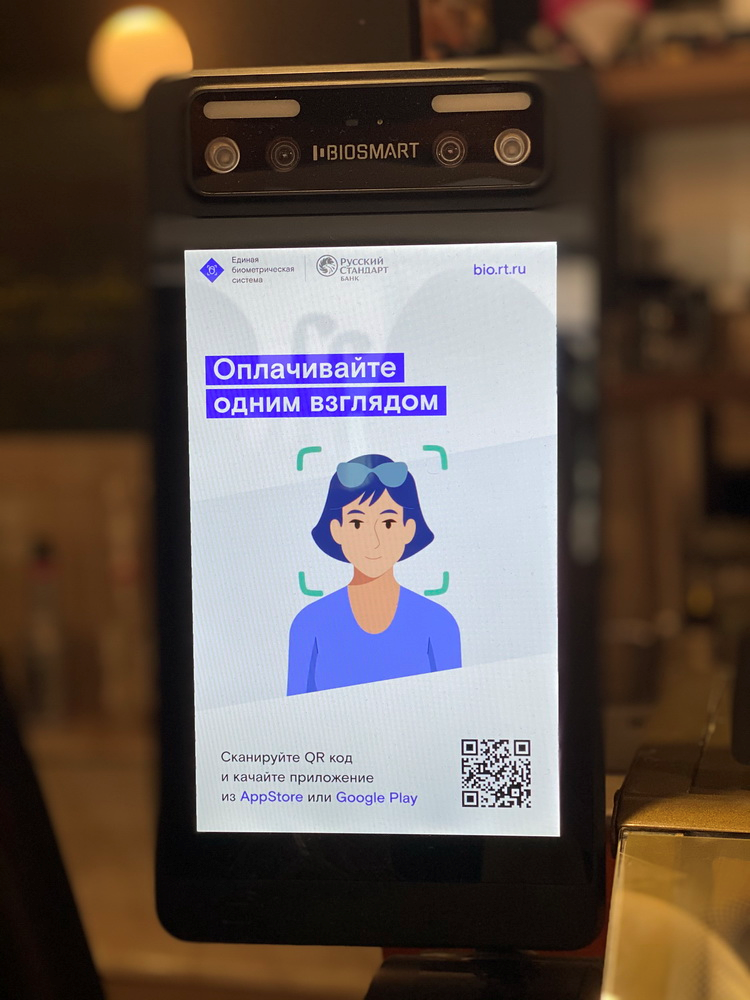 BIOSMART
Единая
биометрическая
система
РУССКИЙ
СТАНДАРТ
БАНК
bio.rt.ru
Оплачивайте
одним взглядом
Сканируйте QR код
и качайте приложение
из AppStore или Google Play